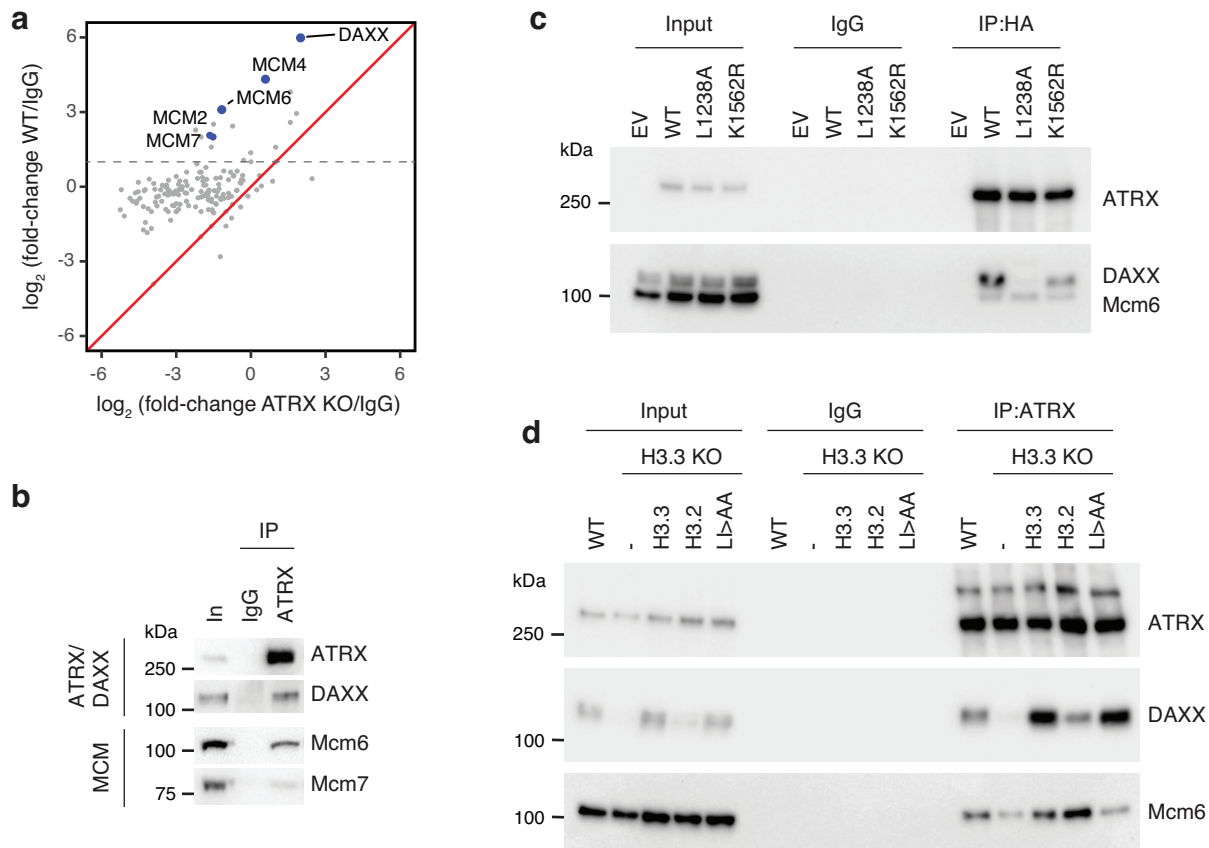 a
6
3
0
-3
-6
-6
-3
0
3
6
log2 (fold-change WT/IgG)
log2 (fold-change ATRX KO/IgG)
DAXX
MCM4
MCM6
MCM2
MCM7
b
IP
In
IgG
ATRX
kDa
ATRX/
DAXX
250
ATRX
100
DAXX
MCM
100
Mcm6
75
Mcm7
c
Input
IgG
IP:HA
EV
WT
L1238A
K1562R
EV
WT
L1238A
K1562R
EV
WT
L1238A
K1562R
kDa
250
ATRX
100
DAXX
Mcm6
d
Input
IgG
IP:ATRX
H3.3 KO
H3.3 KO
H3.3 KO
WT
-
H3.3
H3.2
LI>AA
WT
-
H3.3
H3.2
LI>AA
WT
-
H3.3
H3.2
LI>AA
kDa
250
ATRX
100
DAXX
100
Mcm6